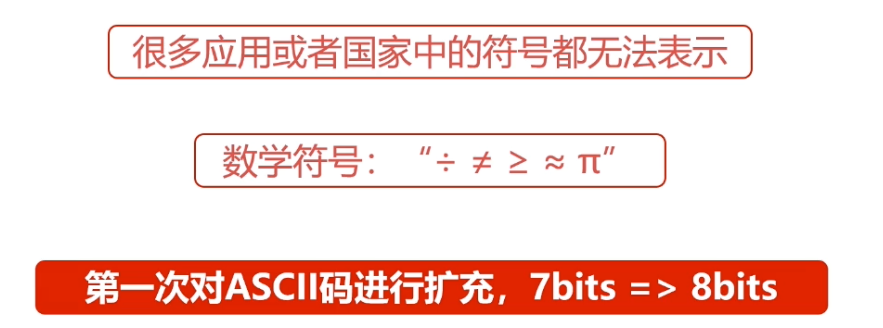 很多应用或者国家中的符号都无法表示
数学符号： “÷ ≠ ≥ ≈ π”
第一次对ASCII码进行扩充，7bits => 8bits